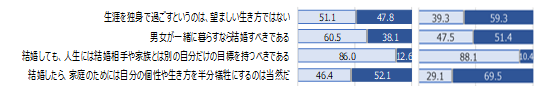 生涯を独身で過ごすというのは、望ましい生き方ではない 51.1 47.8 39.3 59.3
男女が一緒に暮らすなら結婚すべきである 60.5 38.1 47.5 51.4
結婚しても、人生には結婚相手や家族とは別の自分だけの目標を持つべきである 86.0 12.6 88.1 10.4
結婚したら、家庭のためには自分の個性や生き方を半分犠牲にするのは当然だ 46.4 52.1 29.1 69.5